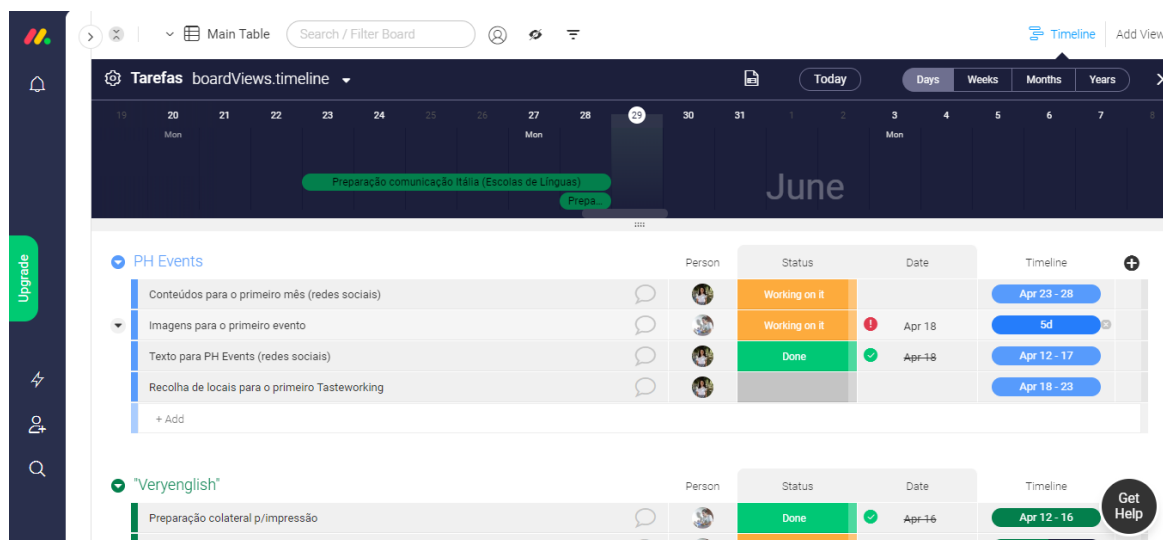 Main Table Search / Filter Board Timeline Add View
Tarefas boardViews.timeline Today Days Weeks Months Years
19 20 21 22 23 24 25 26 27 28 29 30 31 1 2 3 4 5 6 7 8
Mon Mon Mon
Preparação comunicação Itália (Escolas de Línguas)
June
Prepa...
Upgrade
PH Events Person Status Date Timeline
Conteúdos para o primeiro mês (redes sociais) Working on it Apr 23 - 28
Imagens para o primeiro evento Working on it Apr 18 5d
Texto para PH Events (redes sociais) Done Apr 18 Apr 12 - 17
Recolha de locais para o primeiro Tasteworking Apr 18 - 23
+ Add
"Veryenglish" Person Status Date Timeline
Preparação colateral p/impressão Done Apr 16 Apr 12 - 16
Get
Help